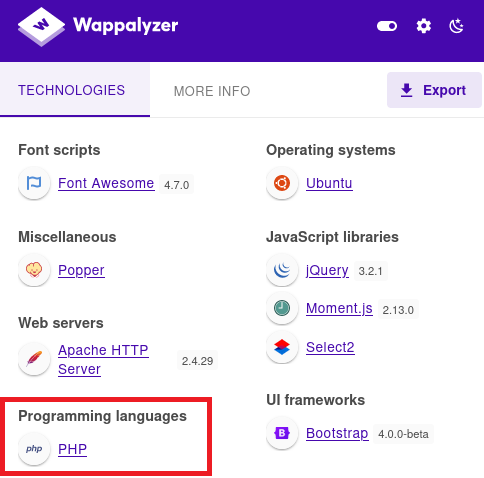 Wappalyzer
TECHNOLOGIES
MORE INFO
Export
Font scripts
Font Awesome 4.7.0
Miscellaneous
Popper
Web servers
Apache HTTP
Server
2.4.29
Programming languages
php PHP
Operating systems
Ubuntu
JavaScript libraries
jQuery 3.2.1
Moment.js 2.13.0
Select2
UI frameworks
B Bootstrap 4.0.0-beta